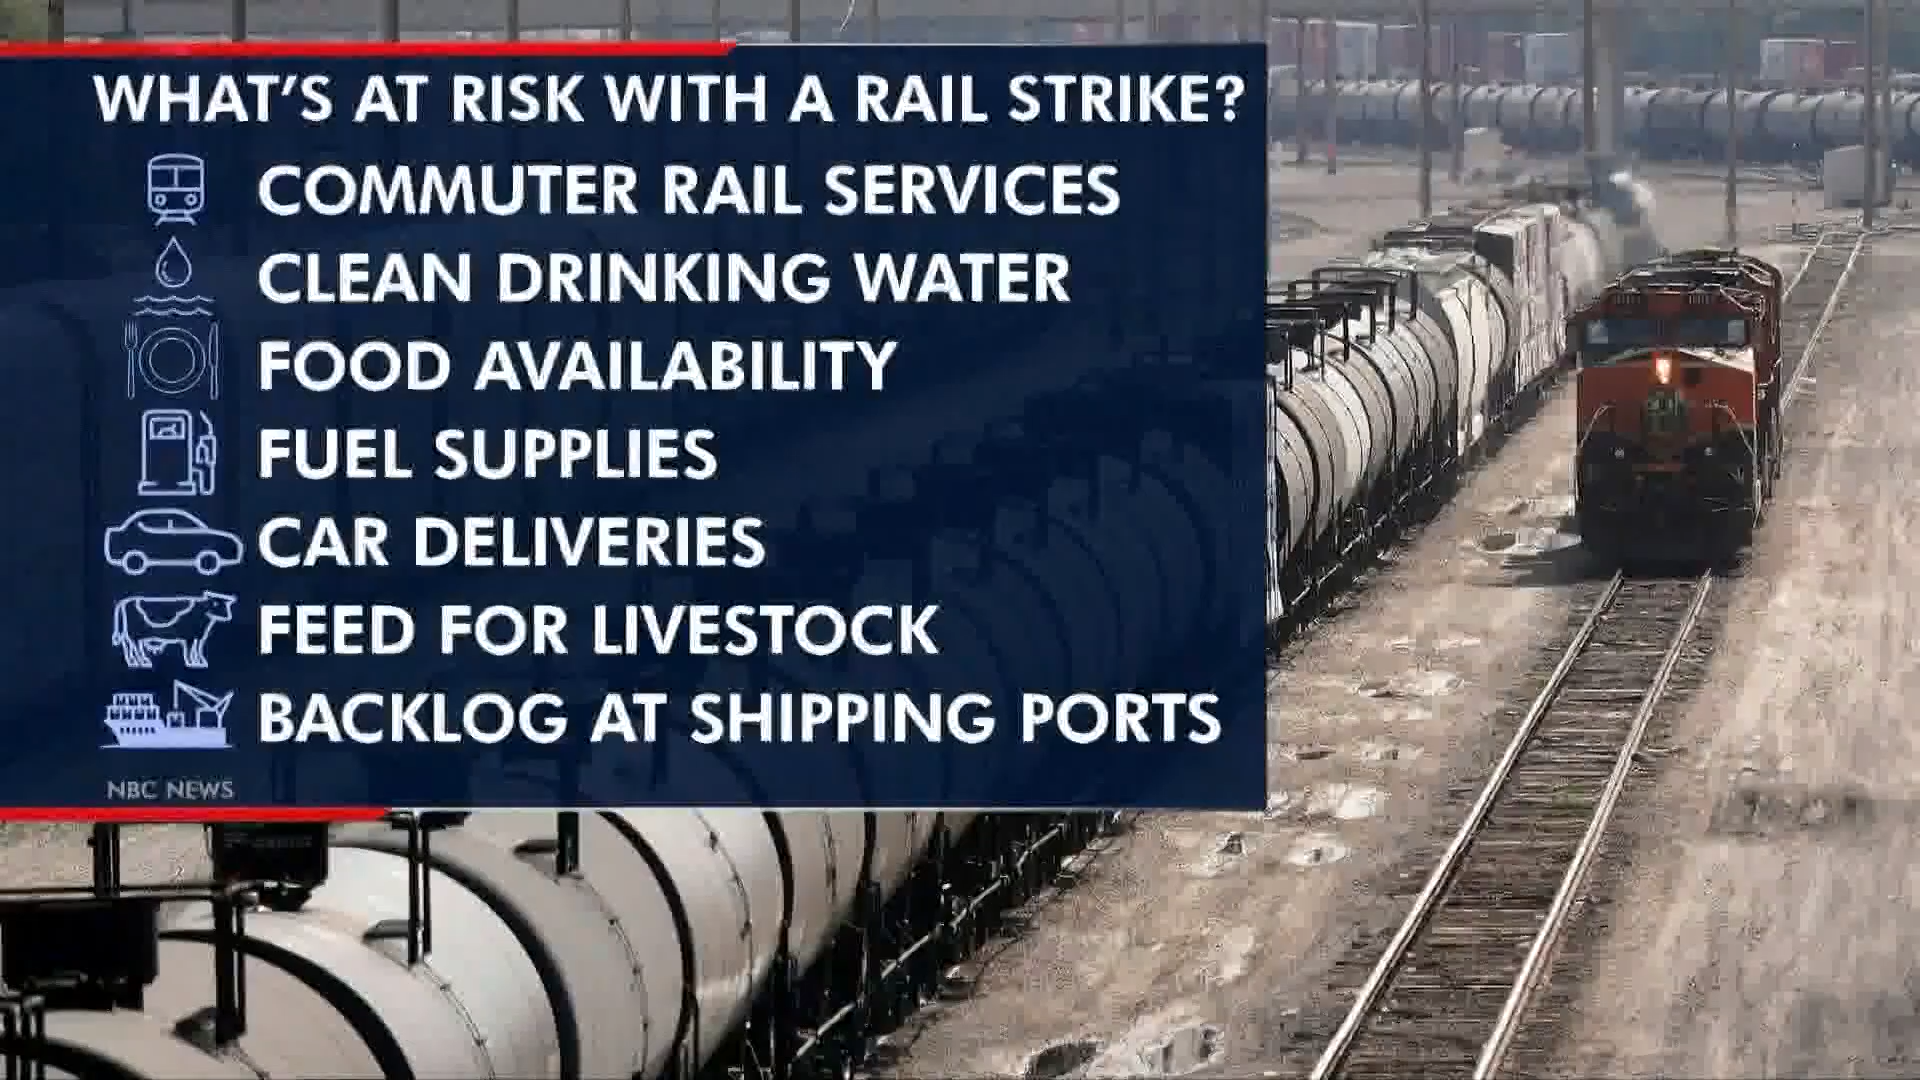 WHAT'S AT RISK WITH A RAIL STRIKE?
COMMUTER RAIL SERVICES
CLEAN DRINKING WATER
FOOD AVAILABILITY
FUEL SUPPLIES
CAR DELIVERIES
FEED FOR LIVESTOCK
BACKLOG AT SHIPPING PORTS
NBC NEWS